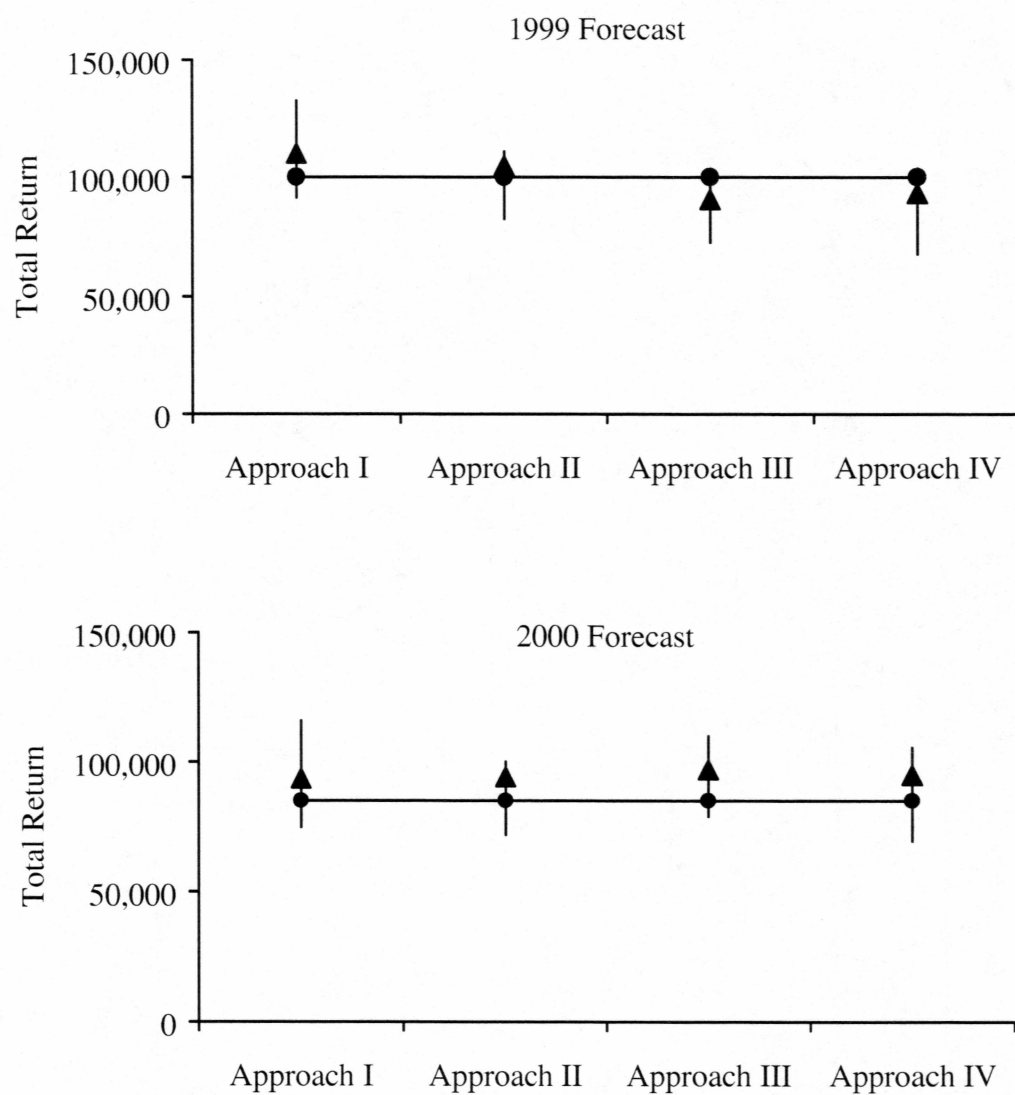 1999 Forecast
150,000
100,000
50,000
0
Total Return
Approach I Approach II Approach III Approach IV
2000 Forecast
150,000
100,000
50,000
0
Total Return
Approach I Approach II Approach III Approach IV